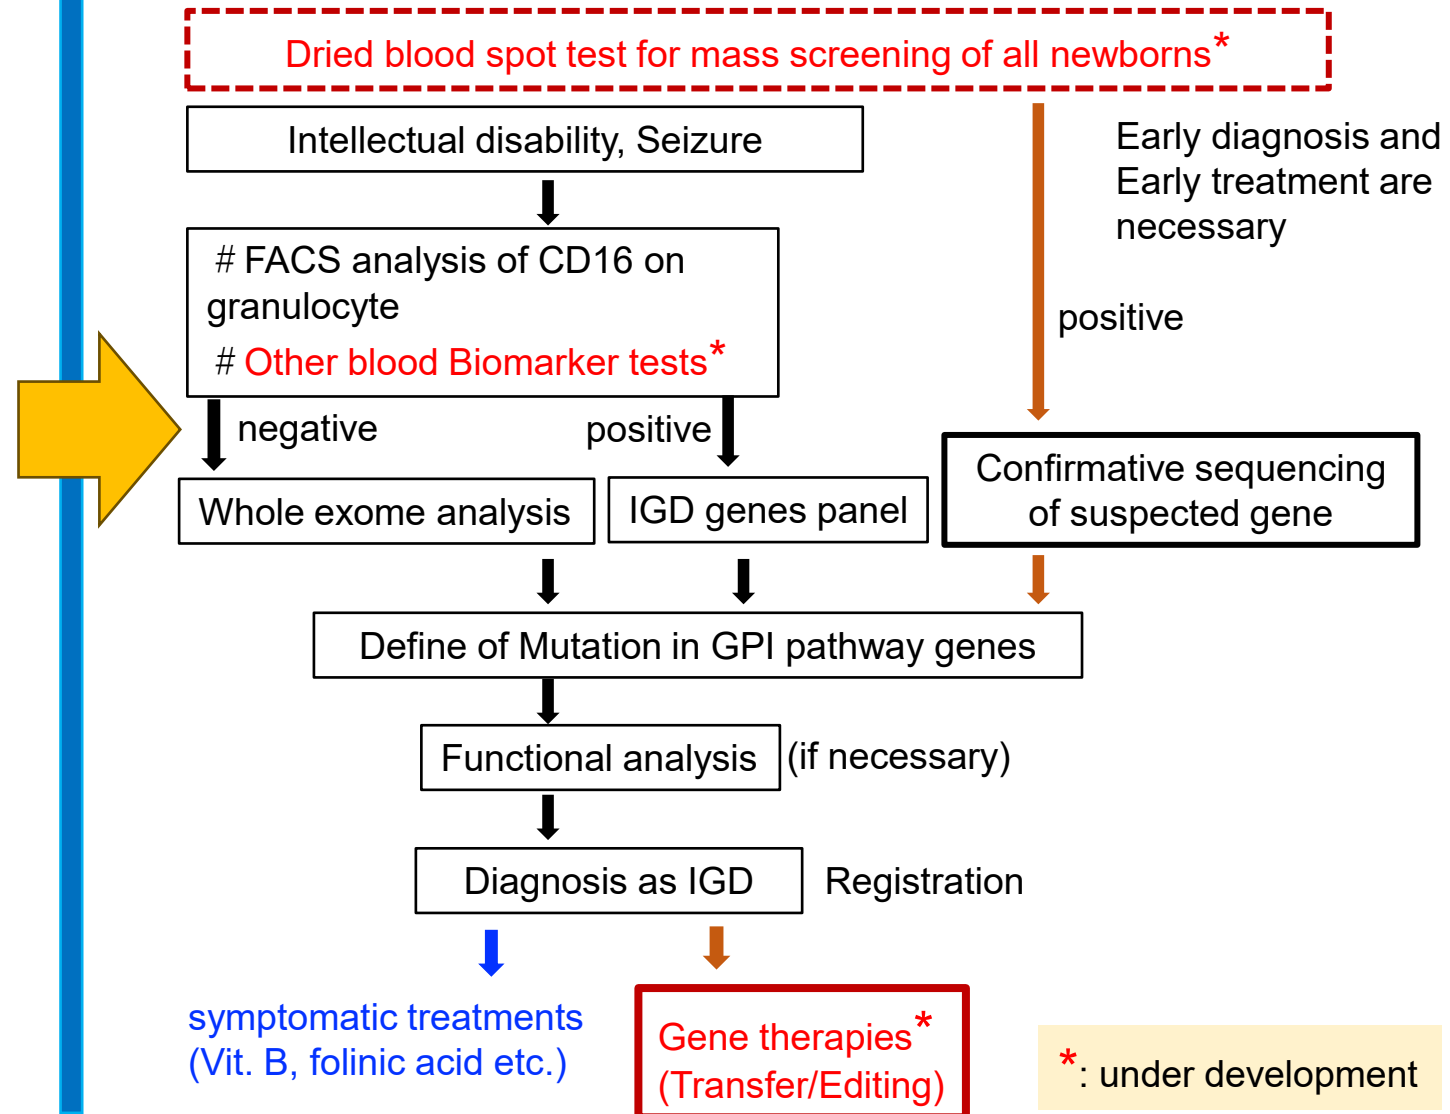 Dried blood spot test for mass screening of all newborns*
Intellectual disability, Seizure
Early diagnosis and
Early treatment are
necessary
# FACS analysis of CD16 on
granulocyte
# Other blood Biomarker tests*
positive
negative
positive
Whole exome analysis
IGD genes panel
Confirmative sequencing
of suspected gene
Define of Mutation in GPI pathway genes
Functional analysis (if necessary)
Diagnosis as IGD
Registration
symptomatic treatments
(Vit. B, folinic acid etc.)
Gene therapies*
(Transfer/Editing)
*: under development